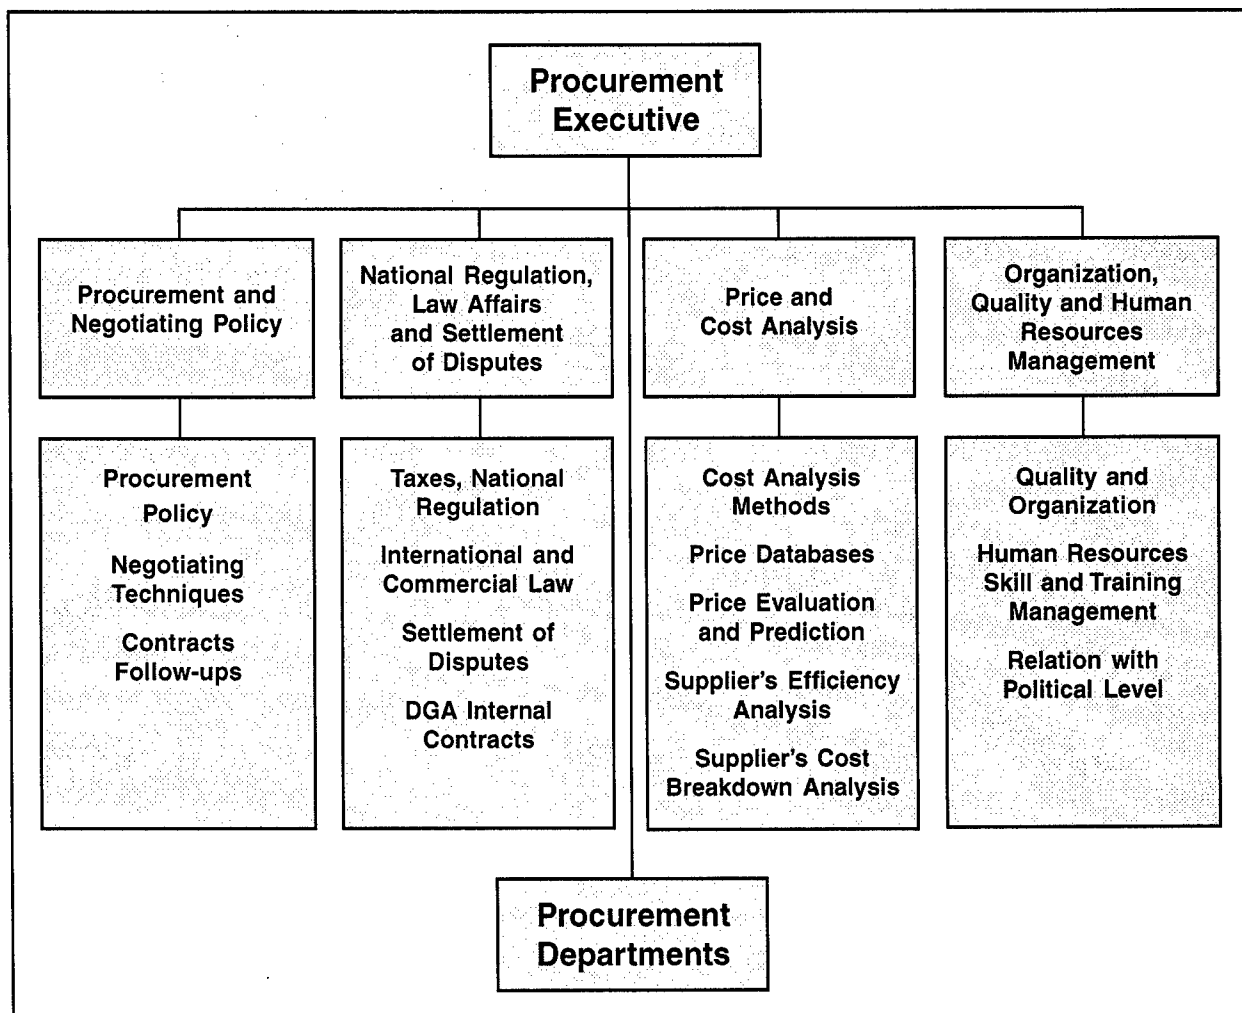 Procurement
Executive
Procurement and
Negotiating Policy
National Regulation,
Law Affairs
and Settlement
of Disputes
Price and
Cost Analysis
Organization,
Quality and Human
Resources
Management
Procurement
Policy
Negotiating
Techniques
Contracts
Follow-ups
Taxes, National
Regulation
International and
Commercial Law
Settlement of
Disputes
DGA Internal
Contracts
Cost Analysis
Methods
Price Databases
Price Evaluation
and Prediction
Supplier's Efficiency
Analysis
Supplier's Cost
Breakdown Analysis
Quality and
Organization
Human Resources
Skill and Training
Management
Relation with
Political Level
Procurement
Departments